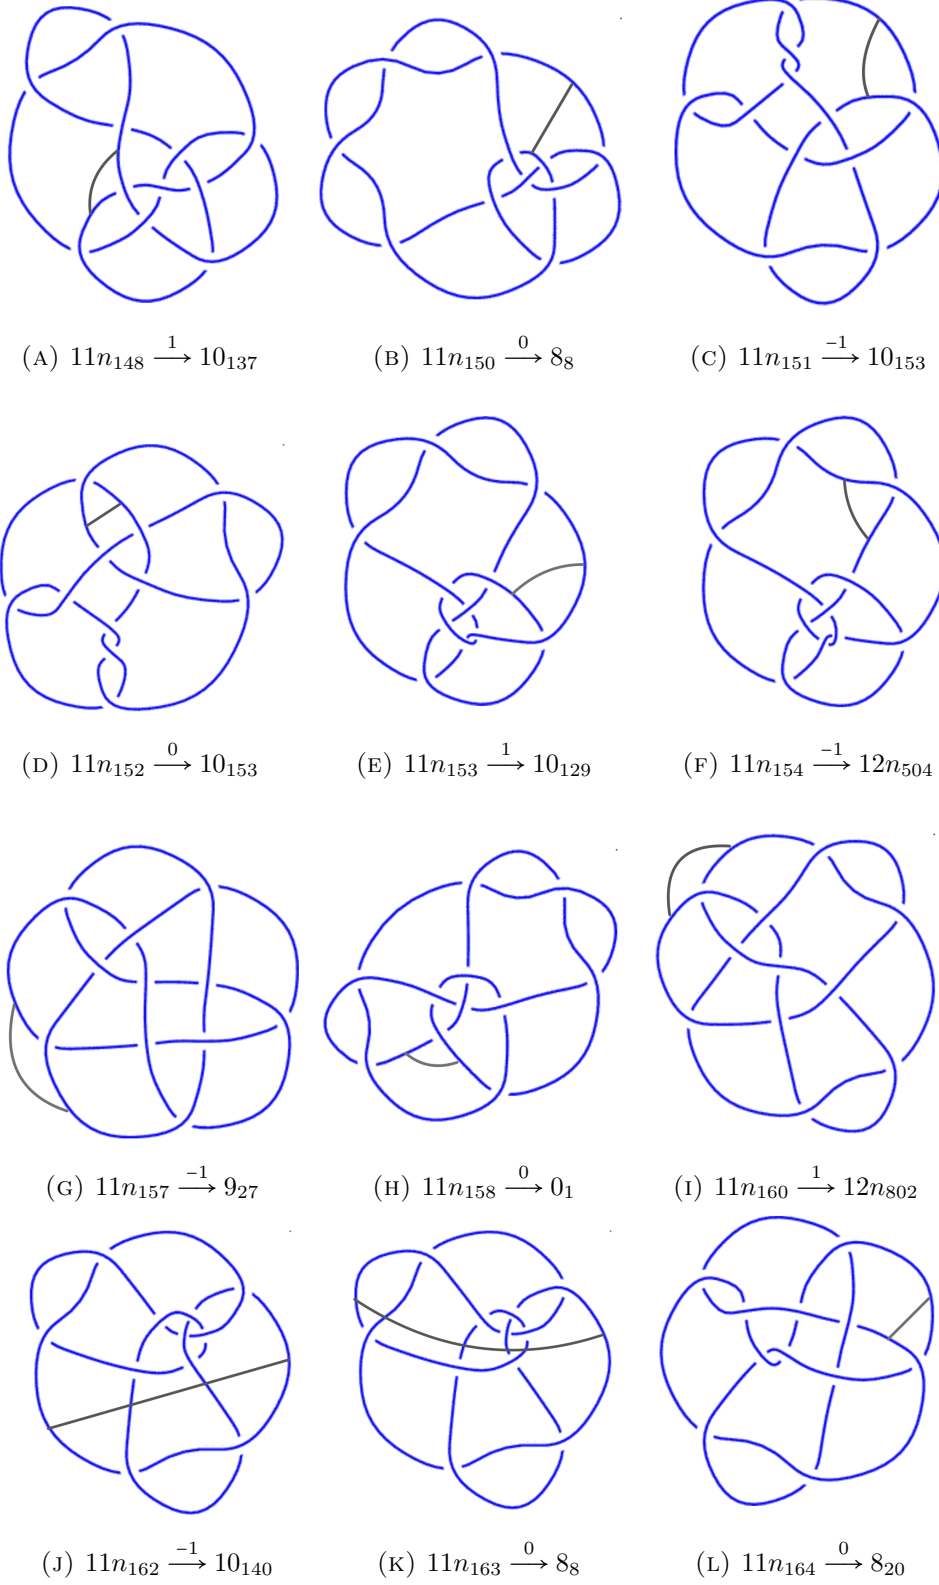 (A) 11n₁₄₈ —1→ 10₁₃₇
(B) 11n₁₅₀ —0→ 8₈
(C) 11n₁₅₁ —−1→ 10₁₅₃
(D) 11n₁₅₂ —0→ 10₁₅₃
(E) 11n₁₅₃ —1→ 10₁₂₉
(F) 11n₁₅₄ —−1→ 12n₅₀₄
(G) 11n₁₅₇ —−1→ 9₂₇
(H) 11n₁₅₈ —0→ 0₁
(I) 11n₁₆₀ —1→ 12n₈₀₂
(J) 11n₁₆₂ —−1→ 10₁₄₀
(K) 11n₁₆₃ —0→ 8₈
(L) 11n₁₆₄ —0→ 8₂₀